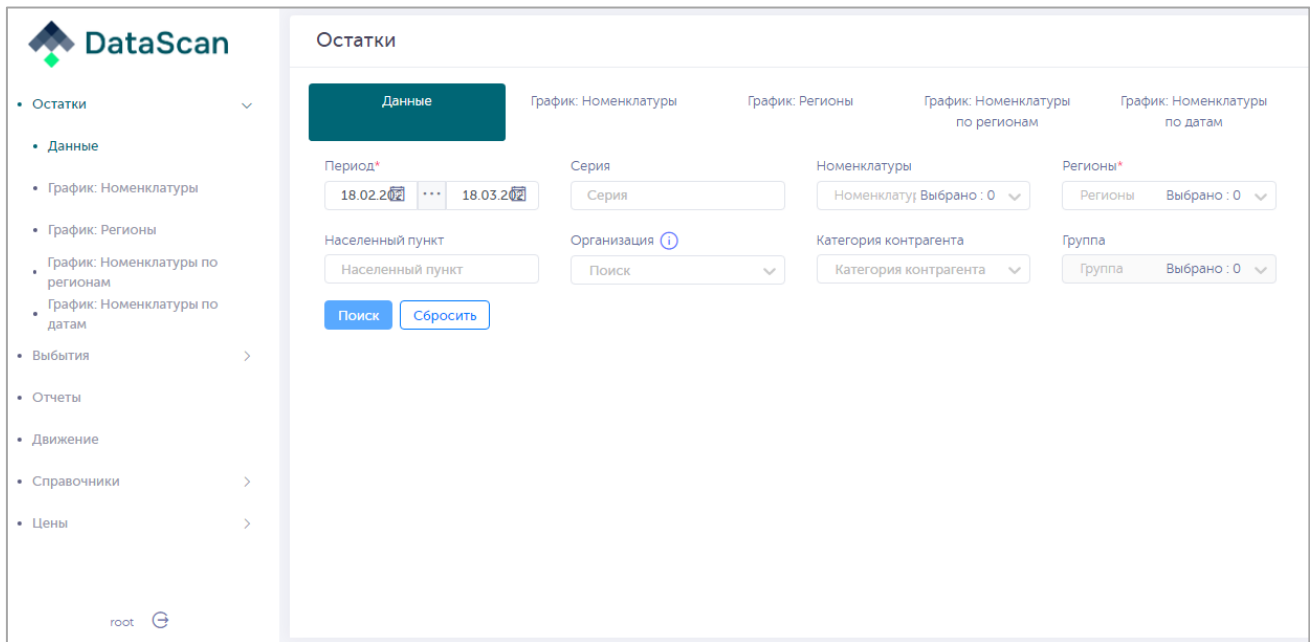 DataScan
Остатки
Данные
График: Номенклатуры
График: Регионы
График: Номенклатуры по
регионам
График: Номенклатуры по
датам
Выбытия
Отчеты
Движение
Справочники
Цены
root
Остатки
Данные
График: Номенклатуры
График: Регионы
График: Номенклатуры
по регионам
График: Номенклатуры
по датам
Период*
Серия
Номенклатуры
Регионы*
18.02.202 ... 18.03.202
Серия
Номенклатур Выбрано : 0
Регионы Выбрано : 0
Населенный пункт
Организация
Категория контрагента
Группа
Населенный пункт
Поиск
Категория контрагента
Группа Выбрано : 0
Поиск
Сбросить